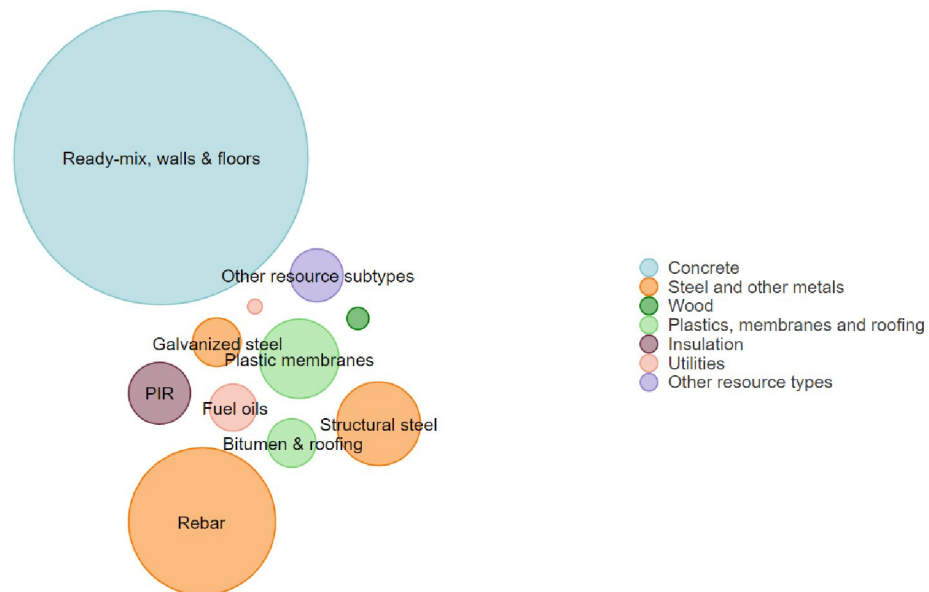 Ready-mix, walls & floors
Other resource subtypes
Galvanized steel
Plastic membranes
PIR
Fuel oils
Structural steel
Bitumen & roofing
Rebar
Concrete
Steel and other metals
Wood
Plastics, membranes and roofing
Insulation
Utilities
Other resource types